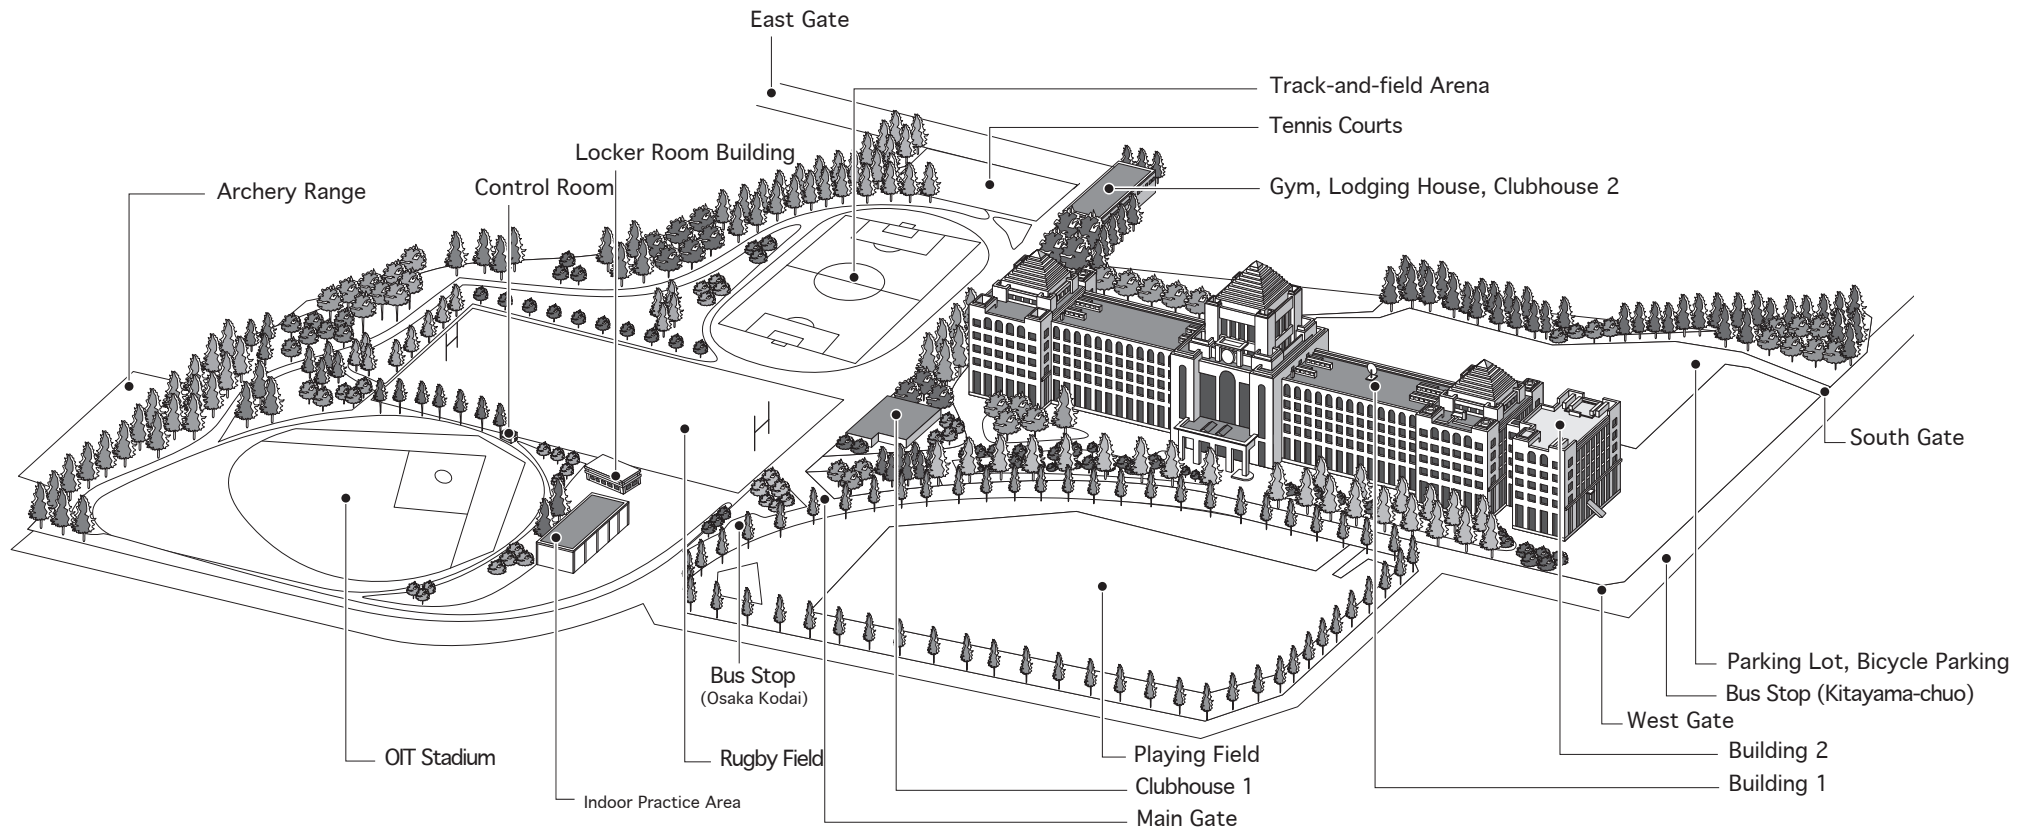 East Gate
Track-and-field Arena
Tennis Courts
Locker Room Building
Control Room
Archery Range
Gym, Lodging House, Clubhouse 2
South Gate
Parking Lot, Bicycle Parking
Bus Stop
(Osaka Kodai)
Bus Stop (Kitayama-chuo)
West Gate
OIT Stadium
Rugby Field
Playing Field
Building 2
Clubhouse 1
Building 1
Indoor Practice Area
Main Gate